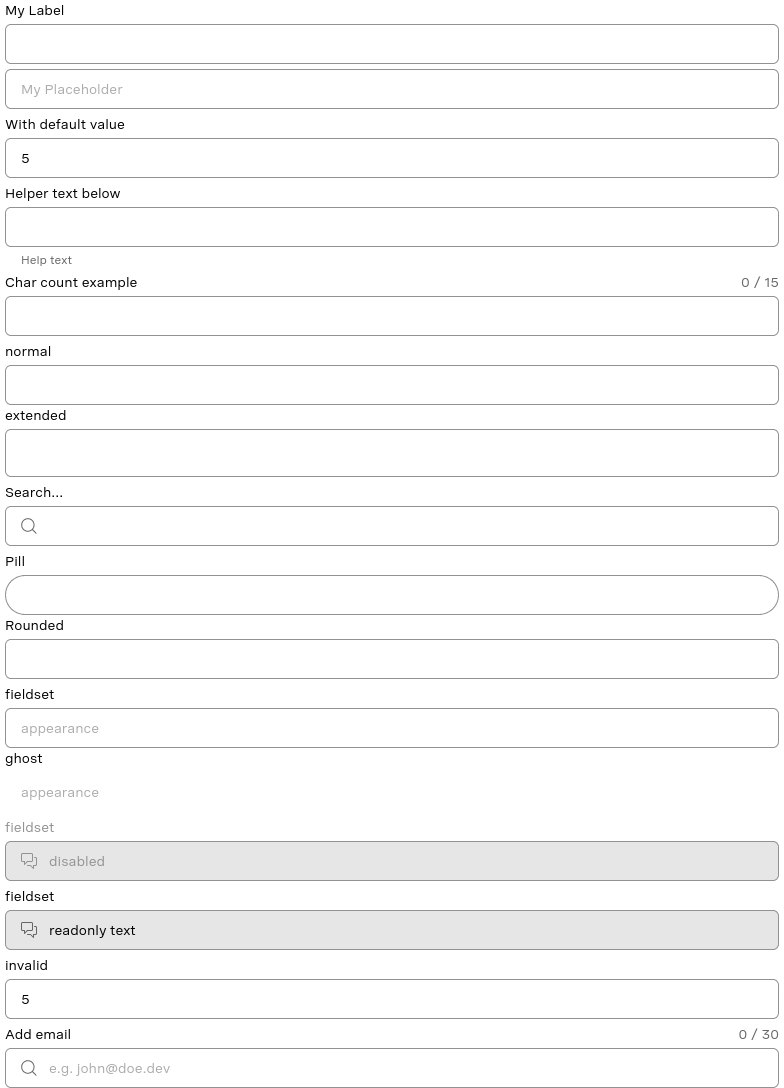 My Label
My Placeholder
With default value
5
Helper text below
Help text
Char count example 0 / 15
normal
extended
Search...
Pill
Rounded
fieldset
appearance
ghost
appearance
fieldset
disabled
fieldset
readonly text
invalid
5
Add email 0 / 30
e.g. john@doe.dev